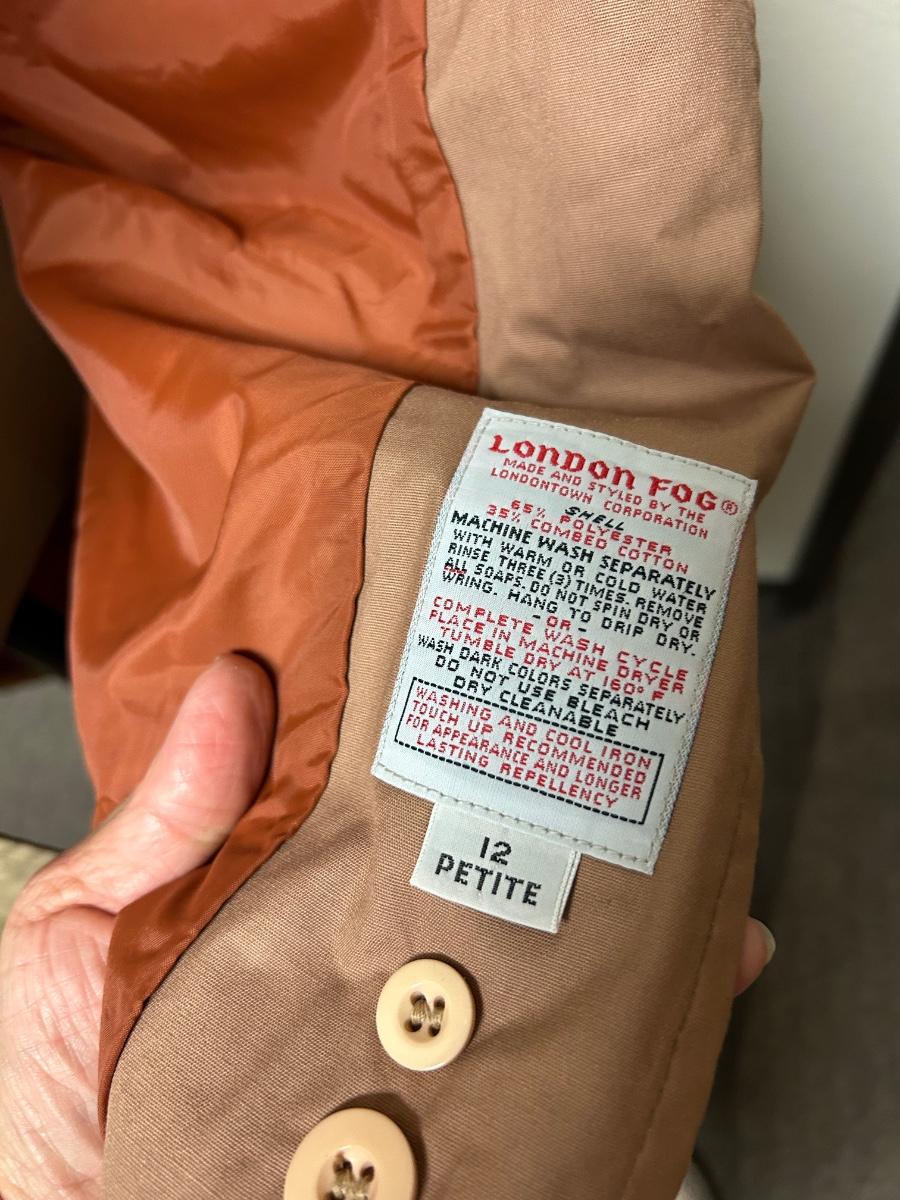 LONDON FOG®
MADE AND STYLED BY THE
LONDONTOWN CORPORATION
SHELL
65% POLYESTER
35% COMBED COTTON
MACHINE WASH SEPARATELY
WITH WARM OR COLD WATER
RINSE THREE (3) TIMES. REMOVE
ALL SOAPS. DO NOT SPIN DRY OR
WRING. HANG TO DRIP DRY.
-OR-
COMPLETE WASH CYCLE
PLACE IN MACHINE DRYER
TUMBLE DRY AT 160° F
WASH DARK COLORS SEPARATELY
DO NOT USE BLEACH
DRY CLEANABLE
WASHING AND COOL IRON
TOUCH UP RECOMMENDED
FOR APPEARANCE AND LONGER
LASTING REPELLENCY
12
PETITE